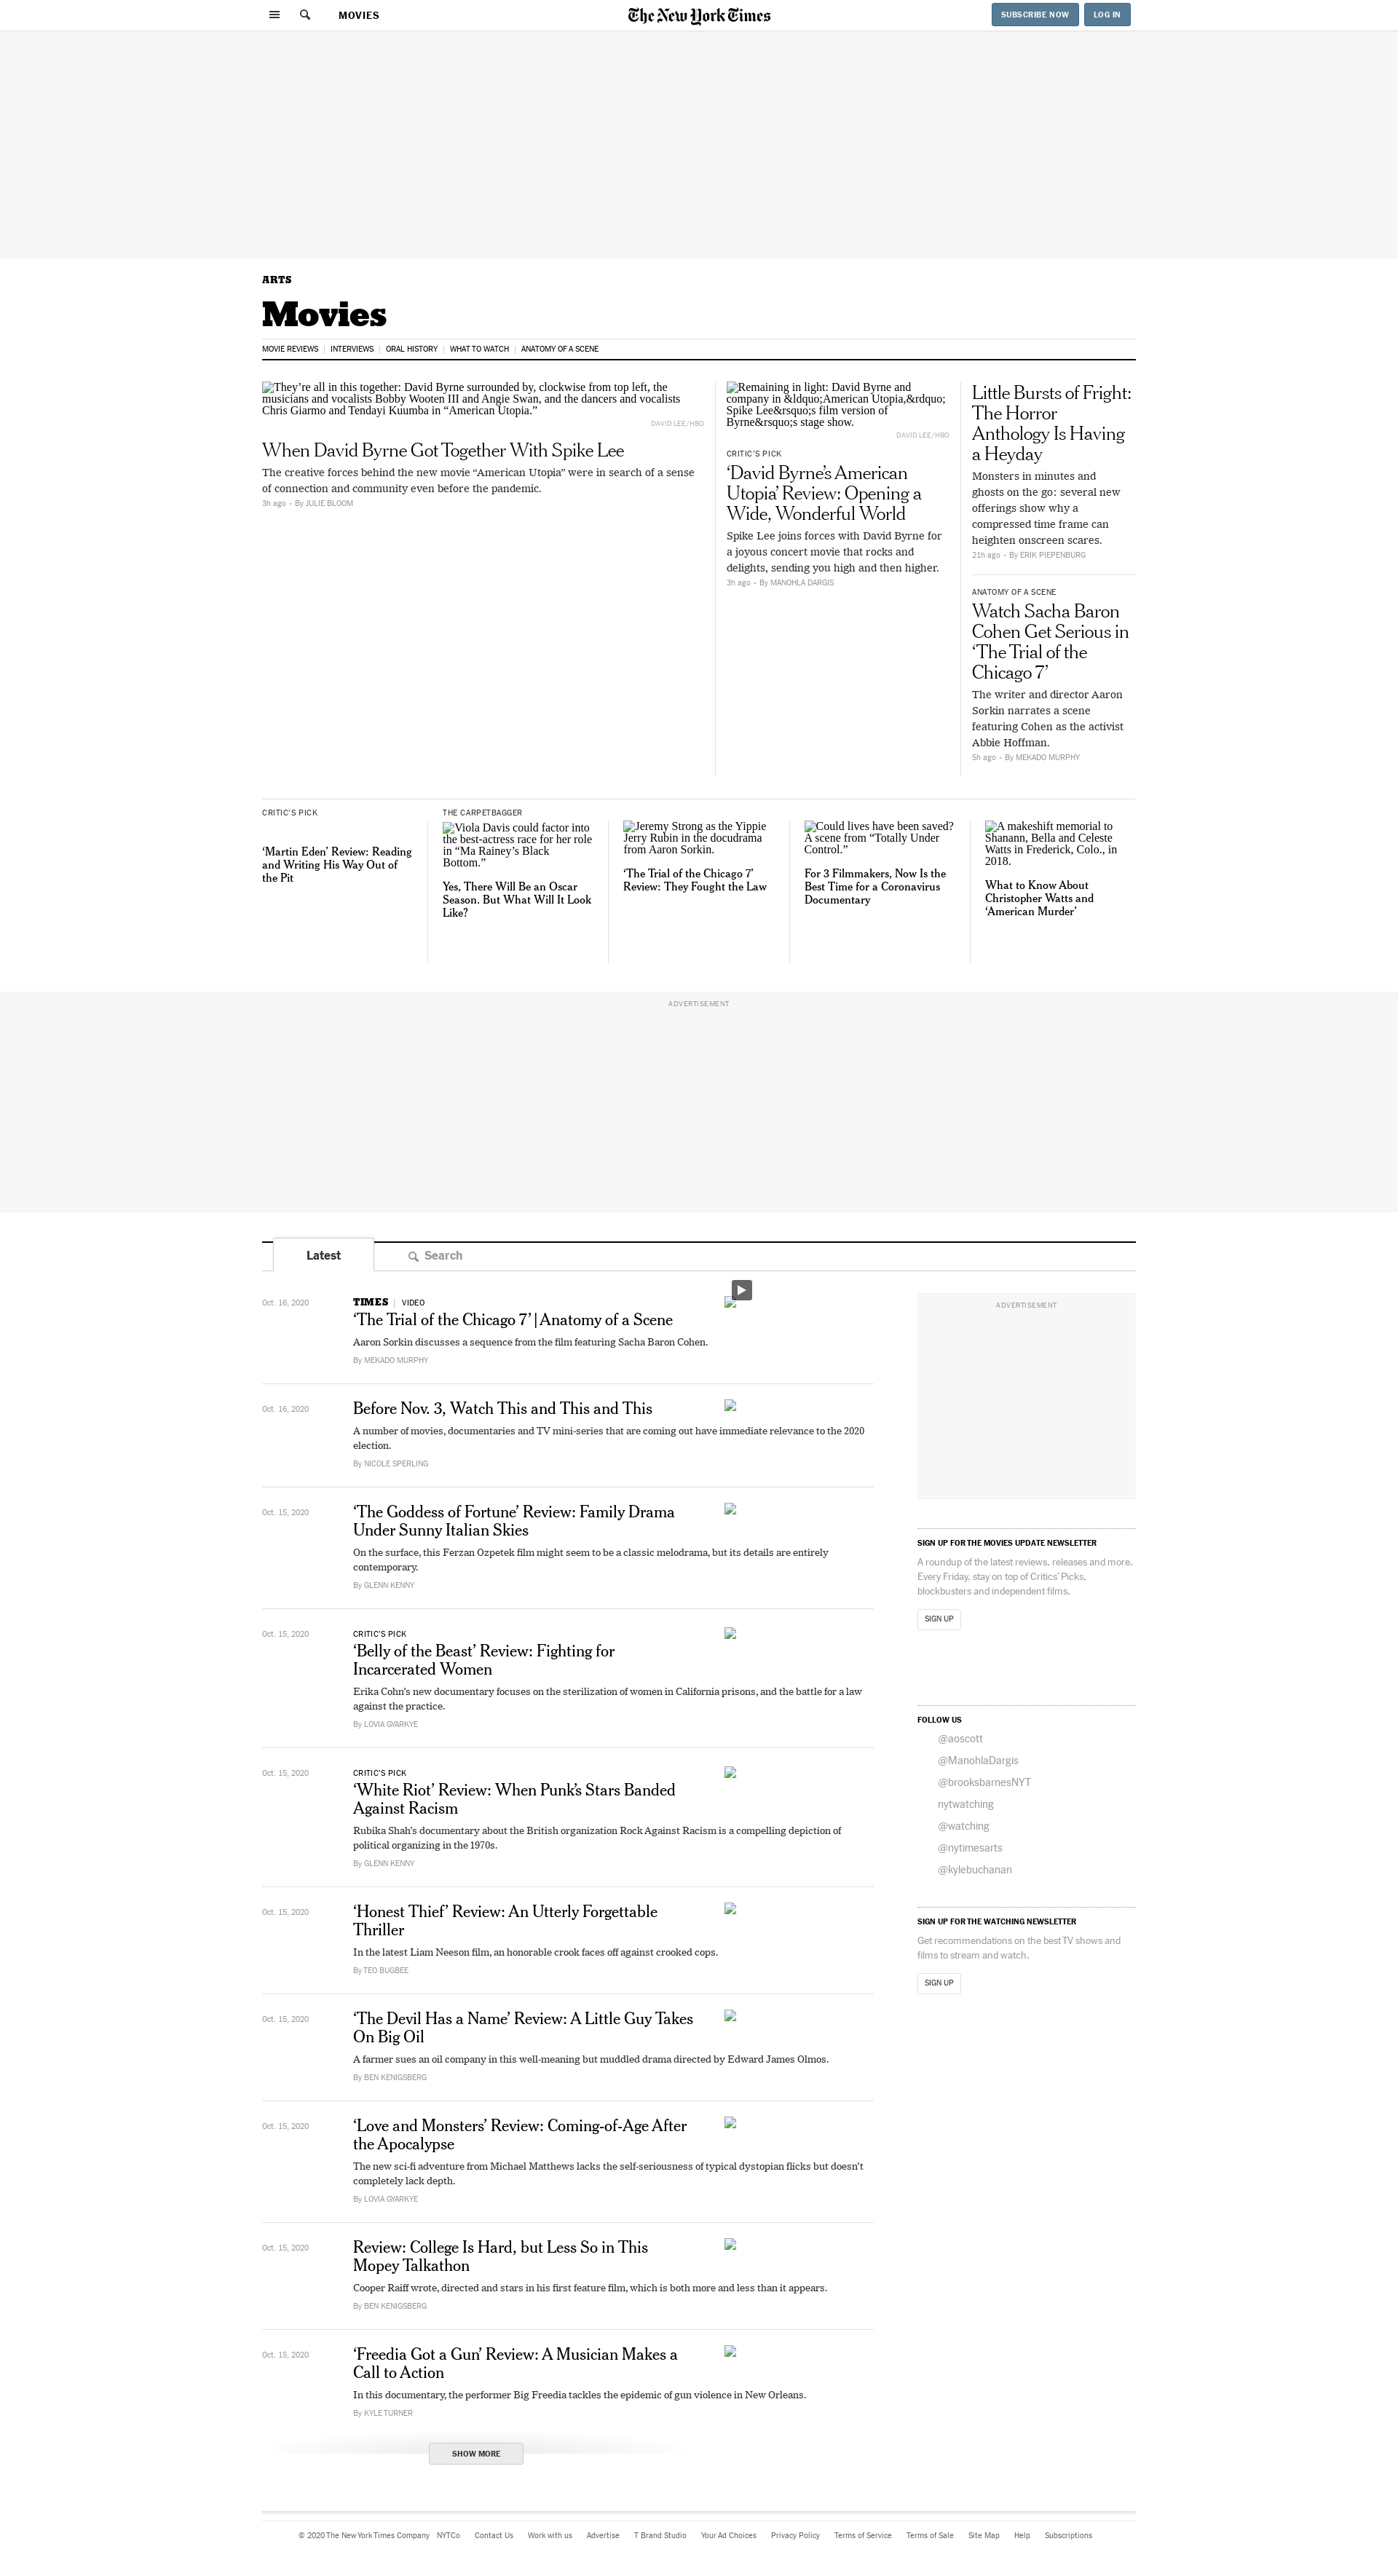 MOVIES
The New York Times
SUBSCRIBE NOW
LOG IN
ARTS
Movies
MOVIE REVIEWS
INTERVIEWS
ORAL HISTORY
WHAT TO WATCH
ANATOMY OF A SCENE
They’re all in this together: David Byrne surrounded by, clockwise from top left, the
musicians and vocalists Bobby Wooten III and Angie Swan, and the dancers and vocalists
Chris Giarmo and Tendayi Kuumba in “American Utopia.”
DAVID LEE/HBO
When David Byrne Got Together With Spike Lee
The creative forces behind the new movie “American Utopia” were in search of a sense
of connection and community even before the pandemic.
3h ago • By JULIE BLOOM
Remaining in light: David Byrne and
company in &ldquo;American Utopia,&rdquo;
Spike Lee&rsquo;s film version of
Byrne&rsquo;s stage show.
DAVID LEE/HBO
CRITIC’S PICK
‘David Byrne’s American
Utopia’ Review: Opening a
Wide, Wonderful World
Spike Lee joins forces with David Byrne for
a joyous concert movie that rocks and
delights, sending you high and then higher.
3h ago • By MANOHLA DARGIS
Little Bursts of Fright:
The Horror
Anthology Is Having
a Heyday
Monsters in minutes and
ghosts on the go: several new
offerings show why a
compressed time frame can
heighten onscreen scares.
21h ago • By ERIK PIEPENBURG
ANATOMY OF A SCENE
Watch Sacha Baron
Cohen Get Serious in
‘The Trial of the
Chicago 7’
The writer and director Aaron
Sorkin narrates a scene
featuring Cohen as the activist
Abbie Hoffman.
5h ago • By MEKADO MURPHY
CRITIC’S PICK
‘Martin Eden’ Review: Reading
and Writing His Way Out of
the Pit
THE CARPETBAGGER
Viola Davis could factor into
the best-actress race for her role
in “Ma Rainey’s Black
Bottom.”
Yes, There Will Be an Oscar
Season. But What Will It Look
Like?
Jeremy Strong as the Yippie
Jerry Rubin in the docudrama
from Aaron Sorkin.
‘The Trial of the Chicago 7’
Review: They Fought the Law
Could lives have been saved?
A scene from “Totally Under
Control.”
For 3 Filmmakers, Now Is the
Best Time for a Coronavirus
Documentary
A makeshift memorial to
Shanann, Bella and Celeste
Watts in Frederick, Colo., in
2018.
What to Know About
Christopher Watts and
‘American Murder’
ADVERTISEMENT
Latest
Search
Oct. 16, 2020
TIMES | VIDEO
‘The Trial of the Chicago 7’ | Anatomy of a Scene
Aaron Sorkin discusses a sequence from the film featuring Sacha Baron Cohen.
By MEKADO MURPHY
Oct. 16, 2020
Before Nov. 3, Watch This and This and This
A number of movies, documentaries and TV mini-series that are coming out have immediate relevance to the 2020
election.
By NICOLE SPERLING
Oct. 15, 2020
‘The Goddess of Fortune’ Review: Family Drama
Under Sunny Italian Skies
On the surface, this Ferzan Ozpetek film might seem to be a classic melodrama, but its details are entirely
contemporary.
By GLENN KENNY
Oct. 15, 2020
CRITIC’S PICK
‘Belly of the Beast’ Review: Fighting for
Incarcerated Women
Erika Cohn’s new documentary focuses on the sterilization of women in California prisons, and the battle for a law
against the practice.
By LOVIA GYARKYE
Oct. 15, 2020
CRITIC’S PICK
‘White Riot’ Review: When Punk’s Stars Banded
Against Racism
Rubika Shah’s documentary about the British organization Rock Against Racism is a compelling depiction of
political organizing in the 1970s.
By GLENN KENNY
Oct. 15, 2020
‘Honest Thief’ Review: An Utterly Forgettable
Thriller
In the latest Liam Neeson film, an honorable crook faces off against crooked cops.
By TEO BUGBEE
Oct. 15, 2020
‘The Devil Has a Name’ Review: A Little Guy Takes
On Big Oil
A farmer sues an oil company in this well-meaning but muddled drama directed by Edward James Olmos.
By BEN KENIGSBERG
Oct. 15, 2020
‘Love and Monsters’ Review: Coming-of-Age After
the Apocalypse
The new sci-fi adventure from Michael Matthews lacks the self-seriousness of typical dystopian flicks but doesn’t
completely lack depth.
By LOVIA GYARKYE
Oct. 15, 2020
Review: College Is Hard, but Less So in This
Mopey Talkathon
Cooper Raiff wrote, directed and stars in his first feature film, which is both more and less than it appears.
By BEN KENIGSBERG
Oct. 15, 2020
‘Freedia Got a Gun’ Review: A Musician Makes a
Call to Action
In this documentary, the performer Big Freedia tackles the epidemic of gun violence in New Orleans.
By KYLE TURNER
SHOW MORE
ADVERTISEMENT
SIGN UP FOR THE MOVIES UPDATE NEWSLETTER
A roundup of the latest reviews, releases and more.
Every Friday, stay on top of Critics’ Picks,
blockbusters and independent films.
SIGN UP
FOLLOW US
@aoscott
@ManohlaDargis
@brooksbarnesNYT
nytwatching
@watching
@nytimesarts
@kylebuchanan
SIGN UP FOR THE WATCHING NEWSLETTER
Get recommendations on the best TV shows and
films to stream and watch.
SIGN UP
© 2020 The New York Times Company NYTCo Contact Us Work with us Advertise T Brand Studio Your Ad Choices Privacy Policy Terms of Service Terms of Sale Site Map Help Subscriptions